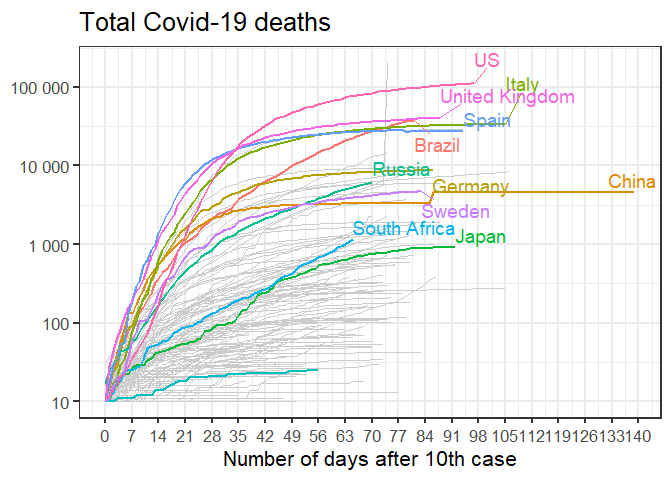 Total Covid-19 deaths
US
100 000
Italy
United Kingdom
Spain
Brazil
10 000
Russia
China
Germany
Sweden
South Africa
Japan
1 000
100
10
0 7 14 21 28 35 42 49 56 63 70 77 84 91 98 105 112 119 126 133 140
Number of days after 10th case